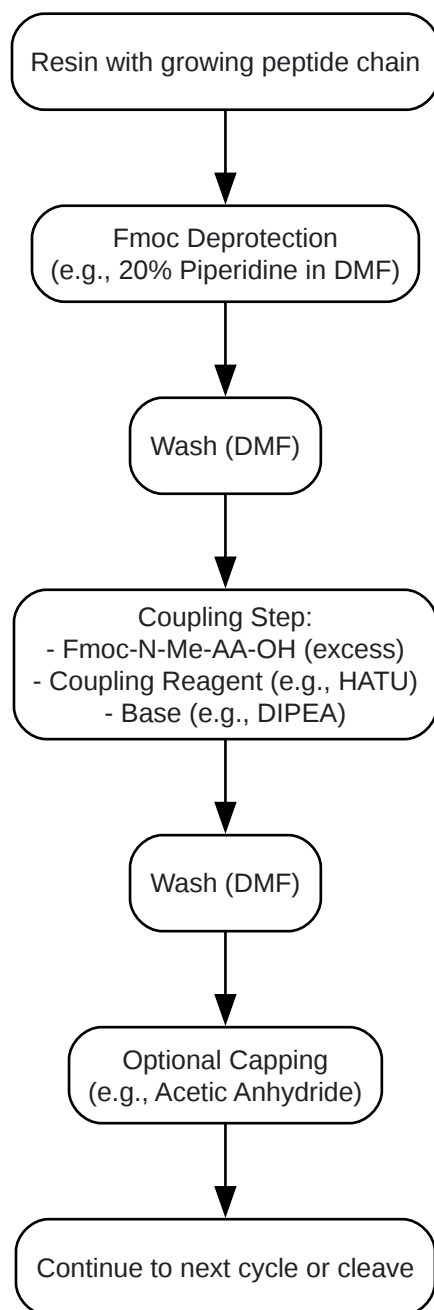 Resin with growing peptide chain
Fmoc Deprotection
(e.g., 20% Piperidine in DMF)
Wash (DMF)
Coupling Step:
- Fmoc-N-Me-AA-OH (excess)
- Coupling Reagent (e.g., HATU)
- Base (e.g., DIPEA)
Wash (DMF)
Optional Capping
(e.g., Acetic Anhydride)
Continue to next cycle or cleave